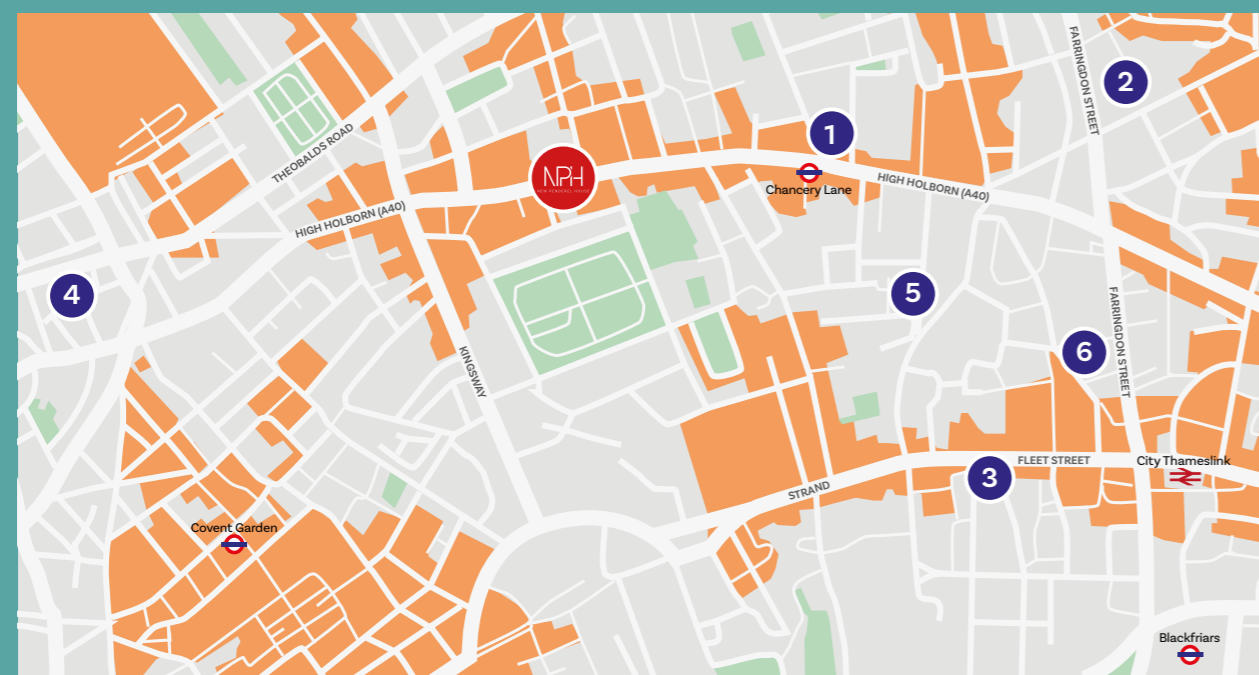 FARRINGDON STREET
2
1
THEOBALDS ROAD
NPH
NEW PENDEREL HOUSE
Chancery Lane
HIGH HOLBORN (A40)
HIGH HOLBORN (A40)
4
5
FARRINGDON STREET
KINGSWAY
6
FLEET STREET
City Thameslink
3
STRAND
Covent Garden
Blackfriars